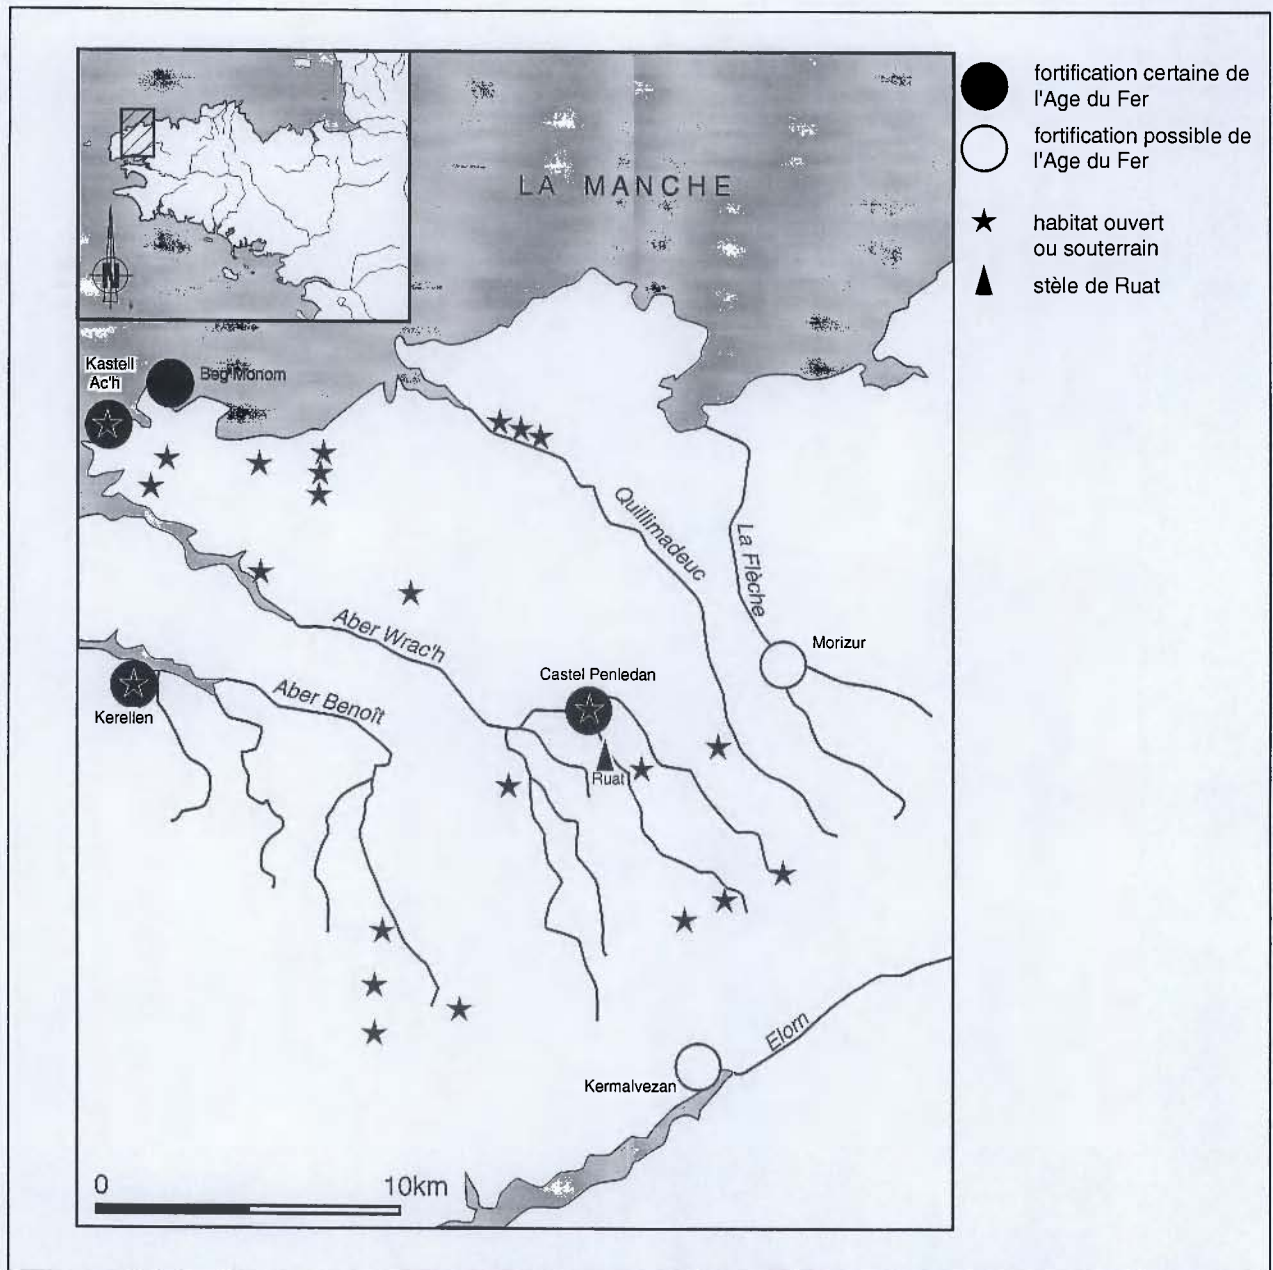 fortification certaine de
l'Age du Fer
fortification possible de
l'Age du Fer
habitat ouvert
ou souterrain
stèle de Ruat
N
LA MANCHE
Kastell
Ac'h
Beg Monom
Quillimadeuc
La Flèche
Aber Wrac'h
Morizur
Castel Penledan
Aber Benoît
Kerellen
Ruat
Elorn
Kermalvezan
0 10km